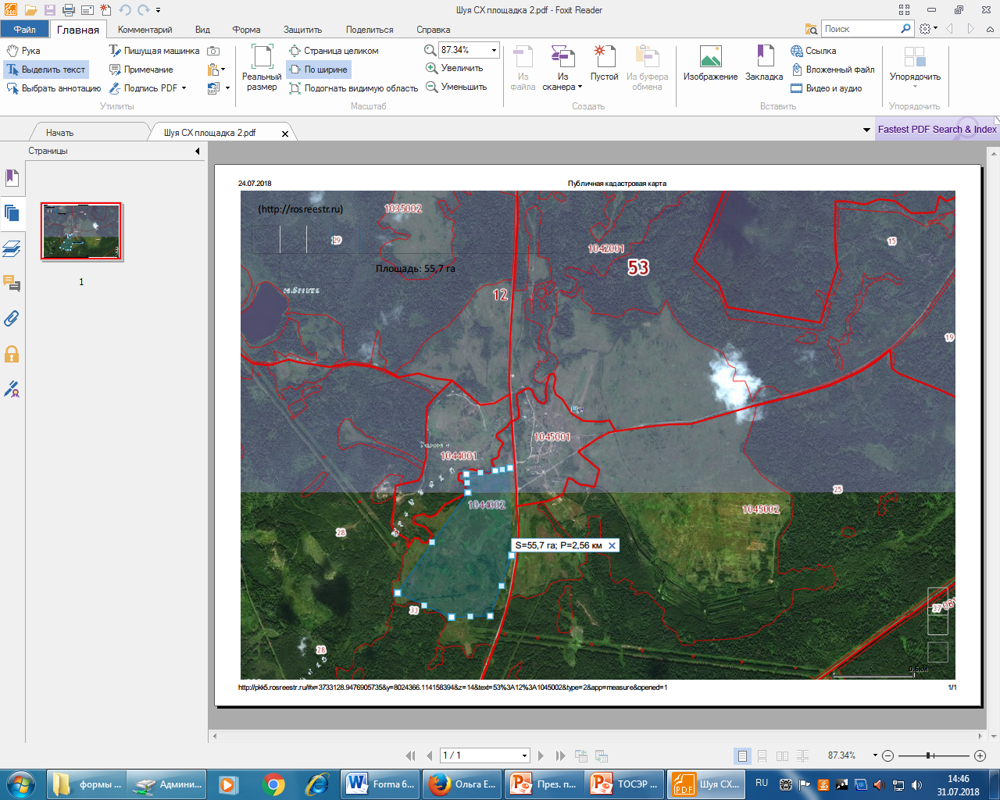 Шуя СХ площадка 2.pdf - Foxit Reader
Файл
Главная
Комментарий
Вид
Форма
Защитить
Поделиться
Справка
Поиск
Рука
Выделить текст
Выбрать аннотацию
Пишущая машинка
Примечание
Подпись PDF
Утилиты
Реальный размер
Страница целиком
По ширине
Подогнать видимую область
87.34%
Увеличить
Уменьшить
Масштаб
Из файла
Из сканера
Пустой
Из буфера обмена
Создать
Изображение
Закладка
Ссылка
Вложенный файл
Видео и аудио
Вставить
Упорядочить
Упорядочить
Начать
Шуя СХ площадка 2.pdf
Fastest PDF Search & Index
Страницы
1
24.07.2018
Публичная кадастровая карта
(http://rosreestr.ru)
1035002
29
1042001
15
53
Площадь: 55,7 га
12
19
1045001
1044001
25
1044002
1045002
28
S=55,7 га; P=2,56 км
33
37
28
0.6км
http://pkk5.rosreestr.ru/#x=3733128.9476905735&y=8024366.114158394&z=14&text=53%3A12%3A1045002&type=2&app=measure&opened=1
1/1
1 / 1
87.34%
формы ...
Админи...
Forma б...
Ольга Е...
През. п...
ТОСЭР ...
Шуя СХ...
RU
14:46
31.07.2018